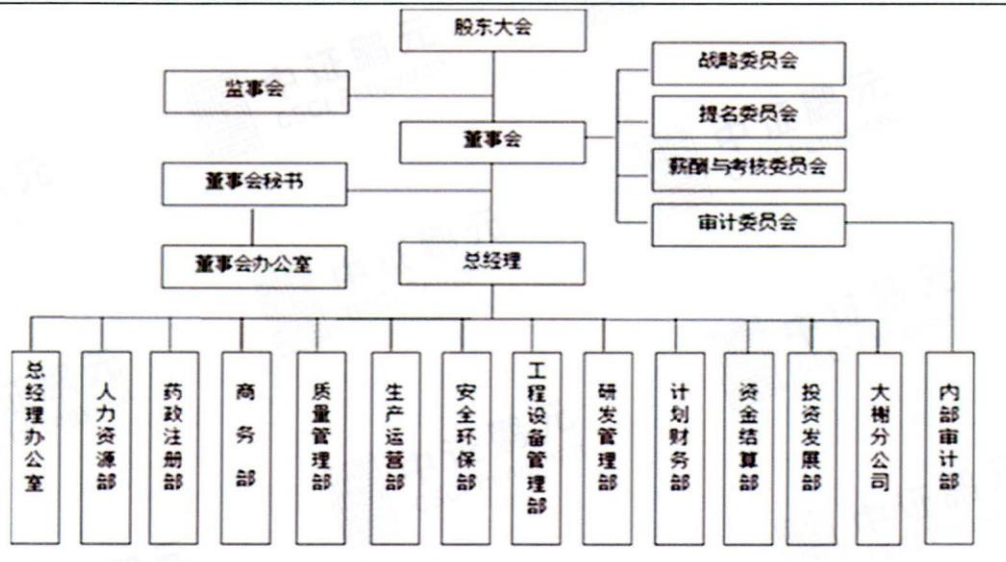 股东大会
监事会
战略委员会
提名委员会
董事会
薪酬与考核委员会
董事会秘书
审计委员会
董事会办公室
总经理
总经理办公室
人力资源部
药政注册部
商务部
质量管理部
生产运营部
安全环保部
工程设备管理部
研发管理部
计划财务部
资金结算部
投资发展部
大榭分公司
内部审计部